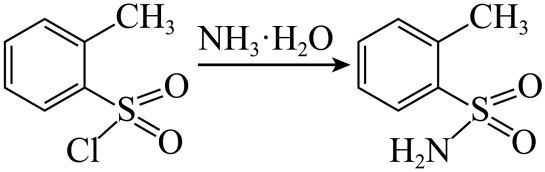 CH3 NH3·H2O CH3
S O O Cl S O O H2N